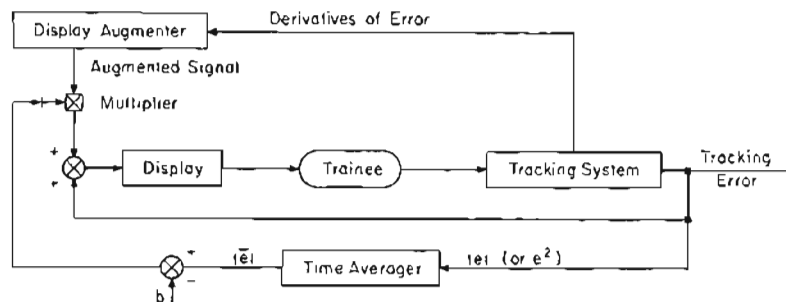 Derivatives of Error
Display Augmenter
Augmented Signal
+
Multiplier
+
Display
Trainee
Tracking System
Tracking
Error
+
+
|e̅|
Time Averager
|e| (or e²)
−
b